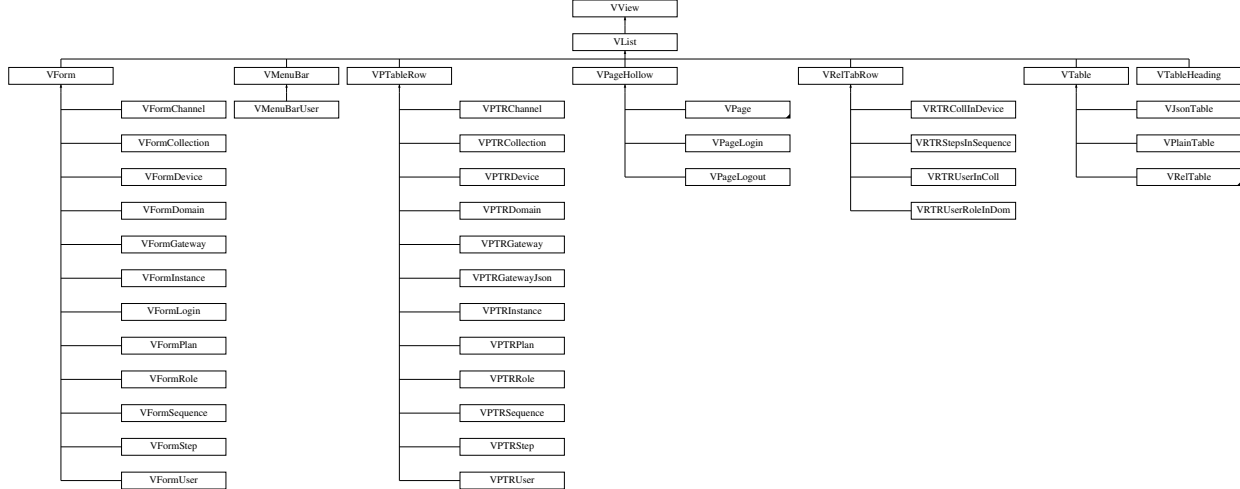 VView
VList
VForm
VMenuBar
VPTableRow
VPageHollow
VRelTabRow
VTable
VTableHeading
VFormChannel
VMenuBarUser
VPTRChannel
VPage
VRTRCollInDevice
VJsonTable
VFormCollection
VPTRCollection
VPageLogin
VRTRStepsInSequence
VPlainTable
VFormDevice
VPTRDevice
VPageLogout
VRTRUserInColl
VRelTable
VFormDomain
VPTRDomain
VRTRUserRoleInDom
VFormGateway
VPTRGateway
VFormInstance
VPTRGatewayJson
VFormLogin
VPTRInstance
VFormPlan
VPTRPlan
VFormRole
VPTRRole
VFormSequence
VPTRSequence
VFormStep
VPTRStep
VFormUser
VPTRUser